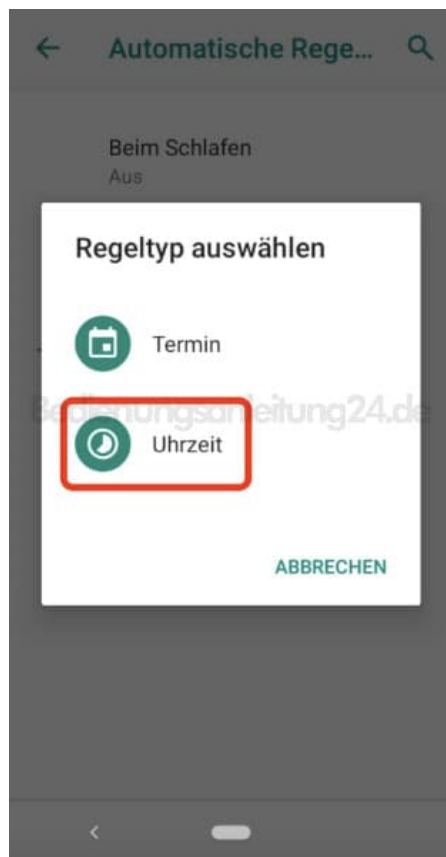 Automatische Rege...
Beim Schlafen
Aus
Regeltyp auswählen
Termin
Bedienungsanleitung24.de
Uhrzeit
ABBRECHEN